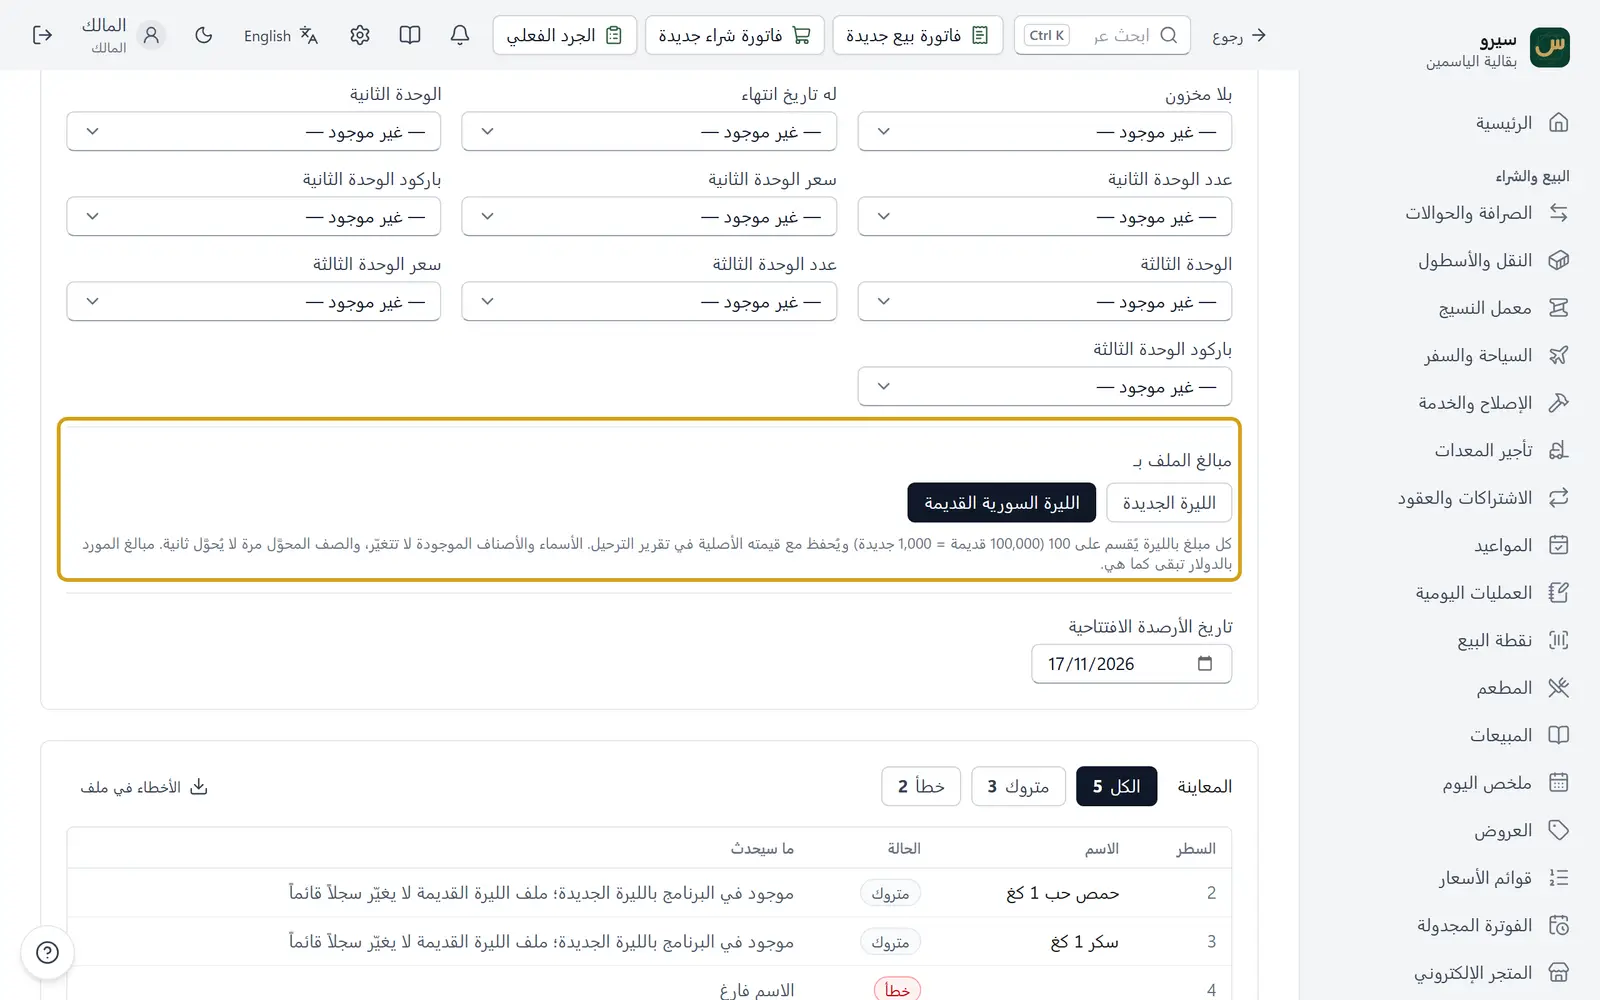 سيرو
بقالية الياسمين
رجوع
ابحث عر
Ctrl K
فاتورة بيع جديدة
فاتورة شراء جديدة
الجرد الفعلي
English
المالك
المالك
الرئيسية
البيع والشراء
الصرافة والحوالات
النقل والأسطول
معمل النسيج
السياحة والسفر
الإصلاح والخدمة
تأجير المعدات
الاشتراكات والعقود
المواعيد
العمليات اليومية
نقطة البيع
المطعم
المبيعات
ملخص اليوم
العروض
قوائم الأسعار
الفوترة المجدولة
المتجر الإلكتروني
بلا مخزون
له تاريخ انتهاء
الوحدة الثانية
— غير موجود —
— غير موجود —
— غير موجود —
عدد الوحدة الثانية
سعر الوحدة الثانية
باركود الوحدة الثانية
— غير موجود —
— غير موجود —
— غير موجود —
الوحدة الثالثة
عدد الوحدة الثالثة
سعر الوحدة الثالثة
— غير موجود —
— غير موجود —
— غير موجود —
باركود الوحدة الثالثة
— غير موجود —
مبالغ الملف بـ
الليرة الجديدة
الليرة السورية القديمة
كل مبلغ بالليرة يُقسم على 100 (100,000 قديمة = 1,000 جديدة) ويُحفظ مع قيمته الأصلية في تقرير الترحيل. الأسماء والأصناف الموجودة لا تتغيّر، والصف المحوَّل مرة لا يُحوَّل ثانية. مبالغ المورد
بالدولار تبقى كما هي.
تاريخ الأرصدة الافتتاحية
17/11/2026
المعاينة
الكل 5
متروك 3
خطأ 2
الأخطاء في ملف
السطر
الاسم
الحالة
ما سيحدث
2
حمص حب 1 كغ
متروك
موجود في البرنامج بالليرة الجديدة؛ ملف الليرة القديمة لا يغيّر سجلاً قائماً
3
سكر 1 كغ
متروك
موجود في البرنامج بالليرة الجديدة؛ ملف الليرة القديمة لا يغيّر سجلاً قائماً
4
خطأ
الاسم فارغ